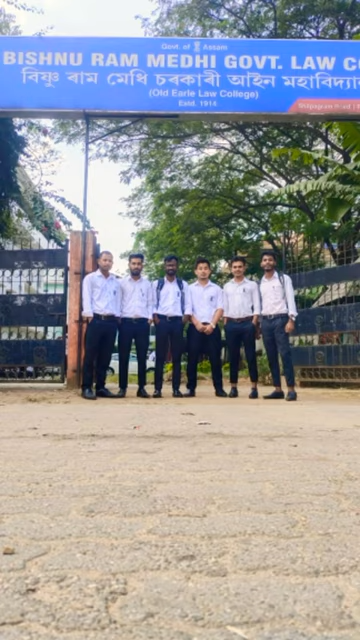 Govt. of Assam
BISHNU RAM MEDHI GOVT. LAW CO
বিষ্ণু ৰাম মেধি চৰকাৰী আইন মহাবিদ্যা
(Old Earle Law College)
Estd. 1914